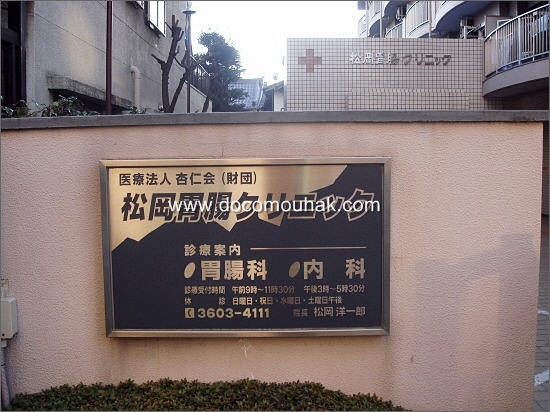 松岡胃腸クリニック
医療法人 杏仁会 (財団)
松岡胃腸クリニック
www.docomouhak.com
診療案内
胃腸科 内科
診療受付時間 午前9時~11時30分 午後3時~5時30分
休診 日曜日・祝日・水曜日・土曜日午後
3603-4111 院長 松岡 洋一郎